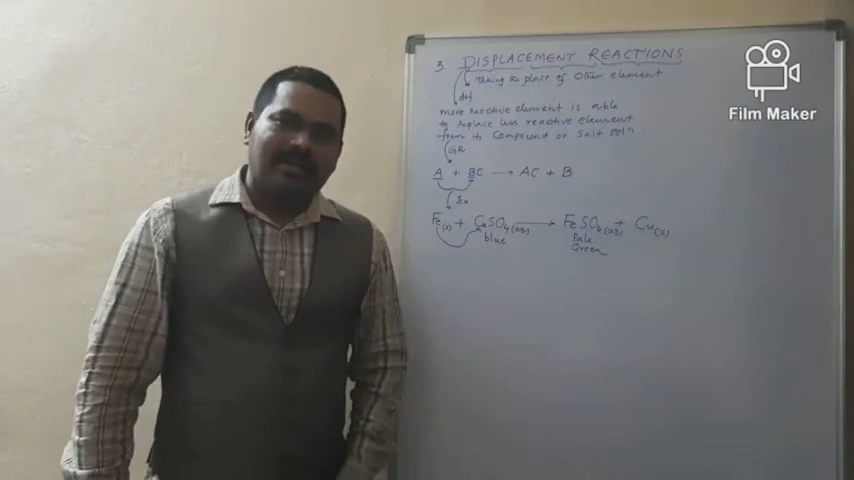 3 DISPLACEMENT REACTIONS
Taking the place of other element
def
more reactive element is able
to replace less reactive element
from its compound or salt sol?
GR
A + BC → AC + B
Ex
Fe(s) + CuSO4(aq) → FeSO4(aq) + Cu(s)
blue Pale
Green
Film Maker